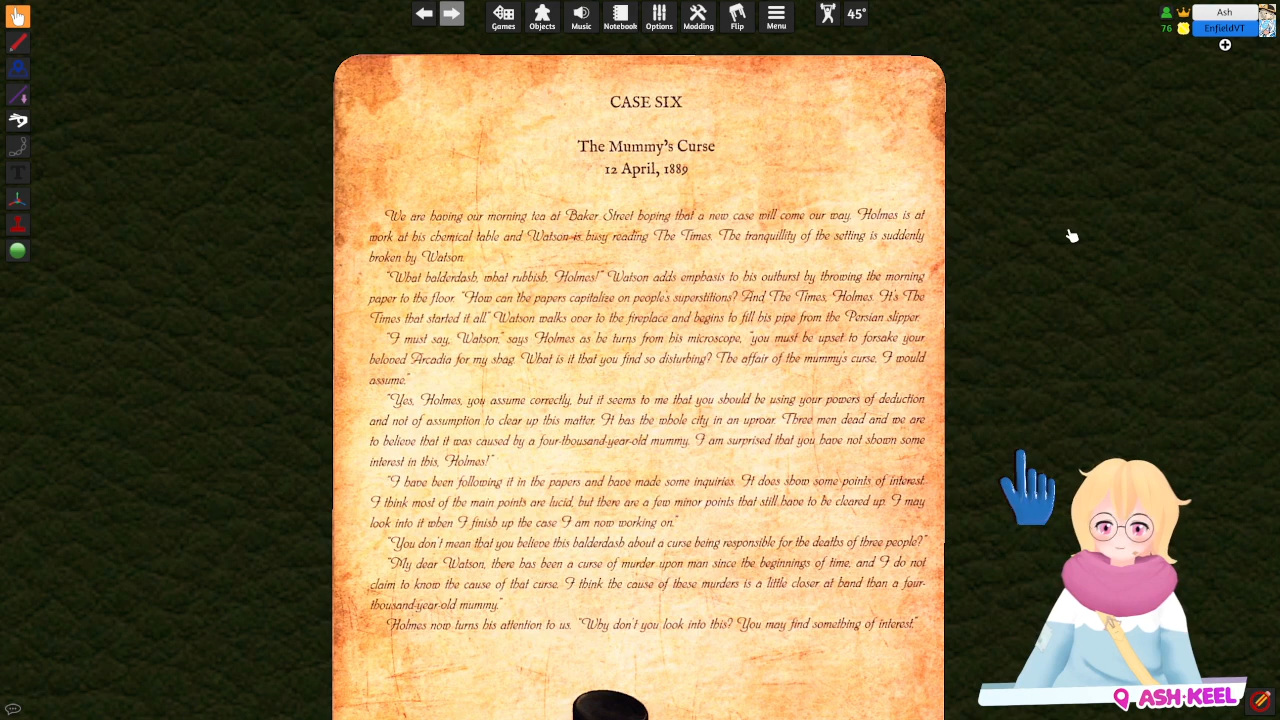 Games
Objects
Music
Notebook
Options
Modding
Flip
Menu
45°
Ash
76
EnfieldVT
T
CASE SIX
The Mummy's Curse
12 April, 1889
We are having our morning tea at Baker Street hoping that a new case will come our way. Holmes is at
work at his chemical table and Watson is busy reading The Times. The tranquillity of the setting is suddenly
broken by Watson.
"What balderdash, what rubbish, Holmes!" Watson adds emphasis to his outburst by throwing the morning
paper to the floor. "How can the papers capitalize on people's superstitions? And The Times, Holmes. It's The
Times that started it all." Watson walks over to the fireplace and begins to fill his pipe from the Persian slipper.
"I must say, Watson," says Holmes as he turns from his microscope, "you must be upset to forsake your
beloved Arcadia for my shag. What is it that you find so disturbing? The affair of the mummy's curse, I would
assume."
"Yes, Holmes, you assume correctly, but it seems to me that you should be using your powers of deduction
and not of assumption to clear up this matter. It has the whole city in an uproar. Three men dead and we are
to believe that it was caused by a four-thousand-year-old mummy. I am surprised that you have not shown some
interest in this, Holmes!"
"I have been following it in the papers and have made some inquiries. It does show some points of interest.
I think most of the main points are lucid, but there are a few minor points that still have to be cleared up. I may
look into it when I finish up the case I am now working on."
"You don't mean that you believe this balderdash about a curse being responsible for the deaths of three people?"
"My dear Watson, there has been a curse of murder upon man since the beginnings of time, and I do not
claim to know the cause of that curse. I think the cause of these murders is a little closer at hand than a four-
thousand-year-old mummy."
Holmes now turns his attention to us. "Why don't you look into this? You may find something of interest."
ASH-KEEL